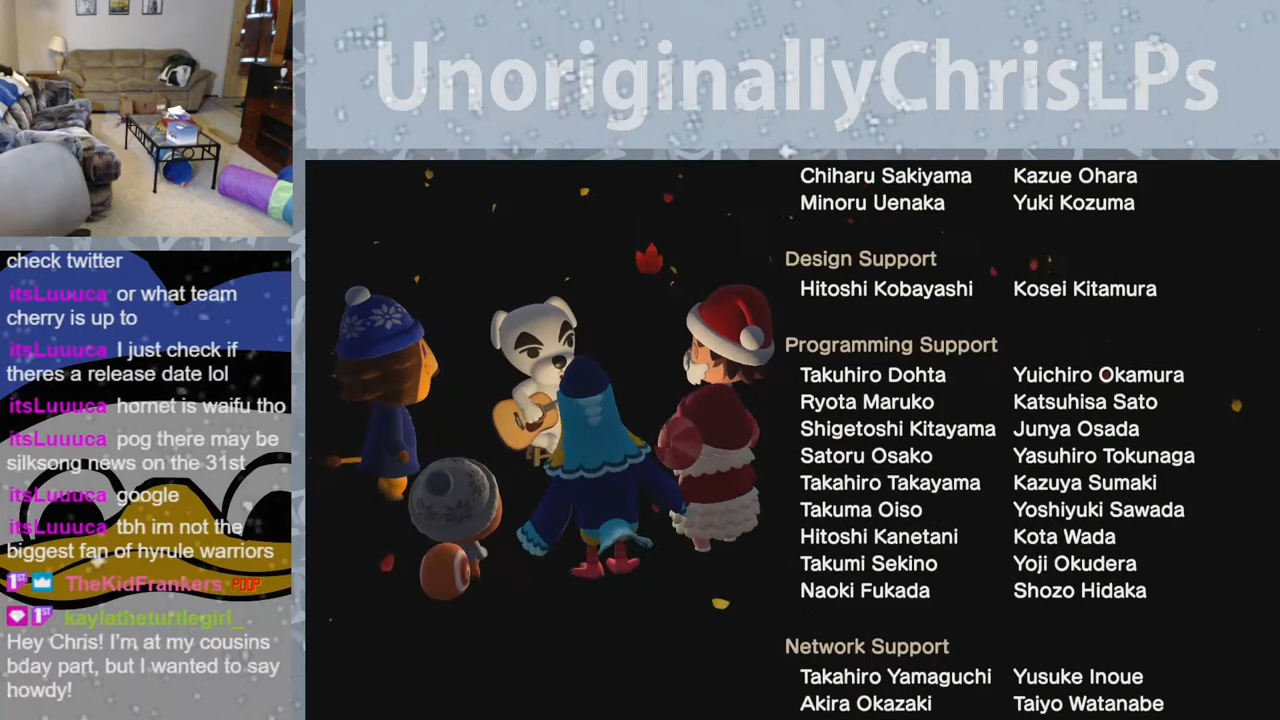 UnoriginallyChrisLPs
check twitter
itsLuuuca or what team
cherry is up to
itsLuuuca I just check if
theres a release date lol
itsLuuuca hornet is waifu tho
itsLuuuca pog there may be
silksong news on the 31st
itsLuuuca google
itsLuuuca tbh im not the
biggest fan of hyrule warriors
1ST TheKidFrankers POOP
1ST kaylatheturtlegirl_
Hey Chris! I'm at my cousins
bday part, but I wanted to say
howdy!
Chiharu Sakiyama Kazue Ohara
Minoru Uenaka Yuki Kozuma
Design Support
Hitoshi Kobayashi Kosei Kitamura
Programming Support
Takuhiro Dohta Yuichiro Okamura
Ryota Maruko Katsuhisa Sato
Shigetoshi Kitayama Junya Osada
Satoru Osako Yasuhiro Tokunaga
Takahiro Takayama Kazuya Sumaki
Takuma Oiso Yoshiyuki Sawada
Hitoshi Kanetani Kota Wada
Takumi Sekino Yoji Okudera
Naoki Fukada Shozo Hidaka
Network Support
Takahiro Yamaguchi Yusuke Inoue
Akira Okazaki Taiyo Watanabe